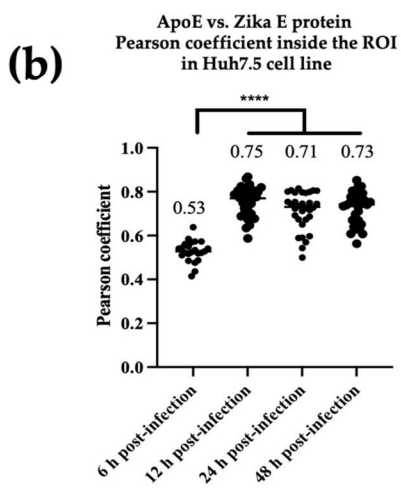 ApoE vs. Zika E protein
Pearson coefficient inside the ROI
in Huh7.5 cell line
(b)
****
0.75 0.71 0.73
0.53
Pearson coefficient
1.0
0.8
0.6
0.4
0.2
0.0
6 h post-infection
12 h post-infection
24 h post-infection
48 h post-infection